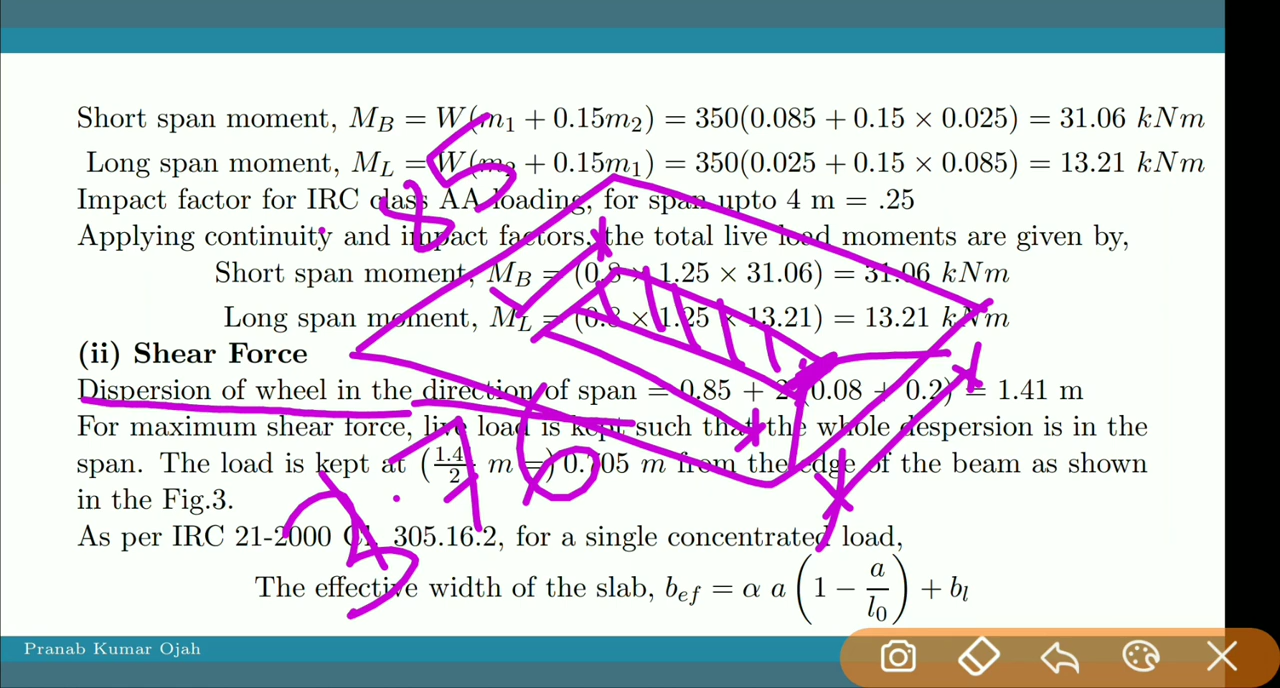 Short span moment, M_B = W(m_1 + 0.15m_2) = 350(0.085 + 0.15 × 0.025) = 31.06 kNm
Long span moment, M_L = W(m_2 + 0.15m_1) = 350(0.025 + 0.15 × 0.085) = 13.21 kNm
Impact factor for IRC class AA loading, for span upto 4 m = .25
Applying continuity and impact factors, the total live load moments are given by,
Short span moment, M_B = (0.8 × 1.25 × 31.06) = 31.06 kNm
Long span moment, M_L = (0.8 × 1.25 × 13.21) = 13.21 kNm
(ii) Shear Force
Dispersion of wheel in the direction of span = 0.85 + 2(0.08 + 0.2) = 1.41 m
For maximum shear force, live load is kept such that the whole despersion is in the
span. The load is kept at (1.41/2 m =) 0.705 m from the edge of the beam as shown
in the Fig.3.
As per IRC 21-2000 Cl. 305.16.2, for a single concentrated load,
The effective width of the slab, b_ef = α a (1 − a/l_0) + b_l
Pranab Kumar Ojah
85